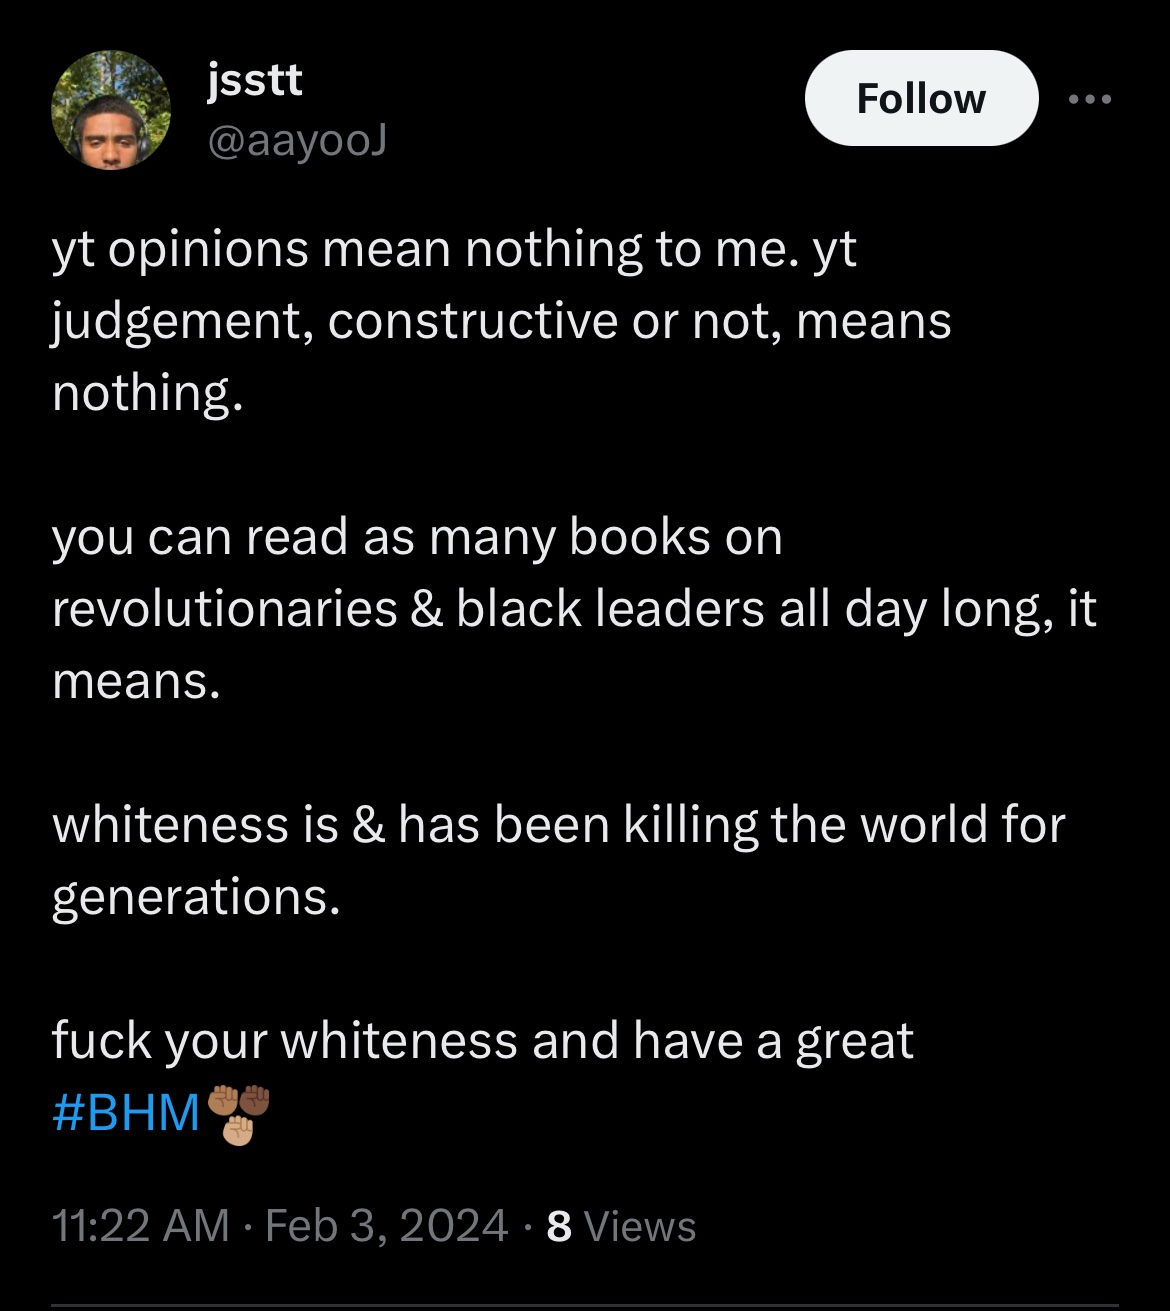 jsstt
@aayooJ
Follow
yt opinions mean nothing to me. yt
judgement, constructive or not, means
nothing.
you can read as many books on
revolutionaries & black leaders all day long, it
means.
whiteness is & has been killing the world for
generations.
fuck your whiteness and have a great
#BHM
11:22 AM · Feb 3, 2024 · 8 Views